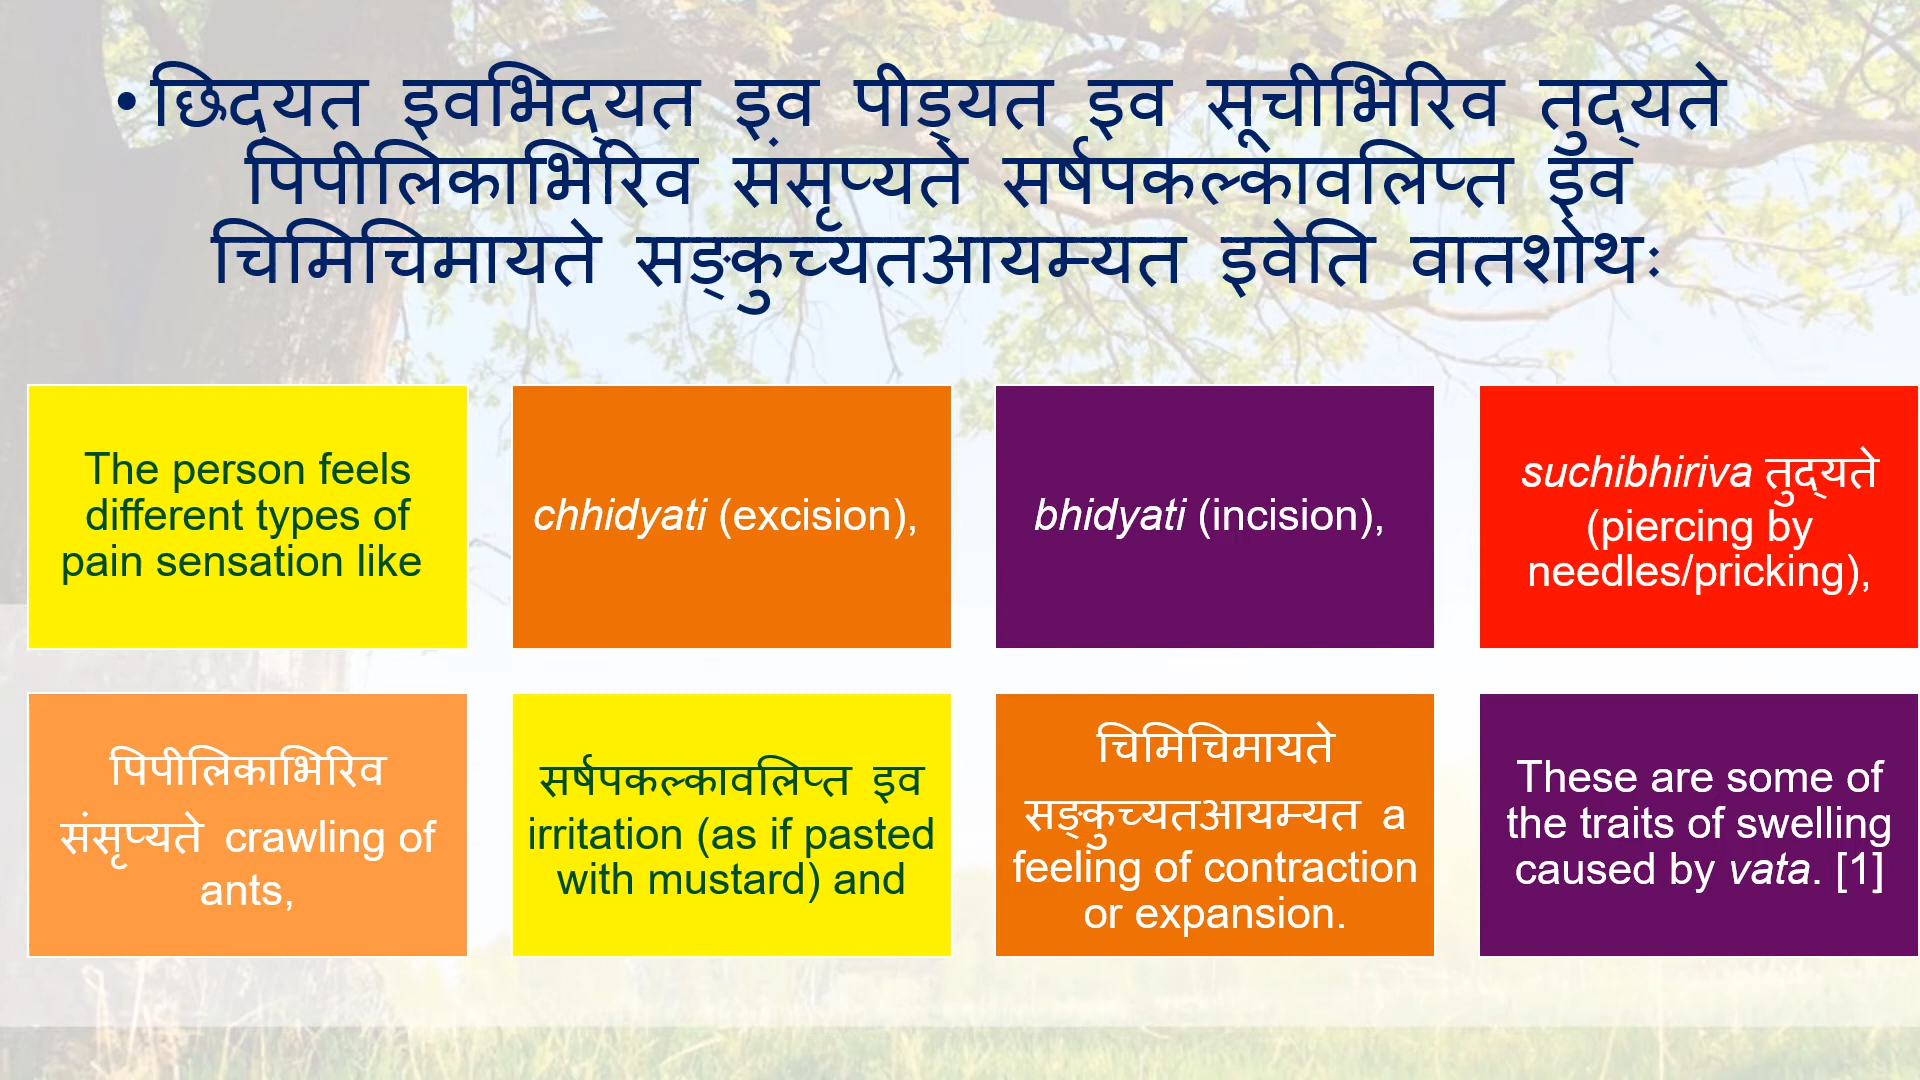 • छिद्यत इवभिद्यत इव पीड्यत इव सूचीभिरिव तुद्यते
पिपीलिकाभिरिव संसृप्यते सर्षपकल्कावलिप्त इव
चिमिचिमायते सङ्कुच्यतआयम्यत इवेति वातशोथः
The person feels
different types of
pain sensation like
chhidyati (excision),
bhidyati (incision),
suchibhiriva तुद्यते
(piercing by
needles/pricking),
पिपीलिकाभिरिव
संसृप्यते crawling of
ants,
सर्षपकल्कावलिप्त इव
irritation (as if pasted
with mustard) and
चिमिचिमायते
सङ्कुच्यतआयम्यत a
feeling of contraction
or expansion.
These are some of
the traits of swelling
caused by vata. [1]